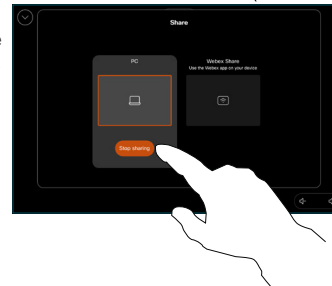 Share
PC
Webex Share
Use the Webex app on your device
Stop sharing
e